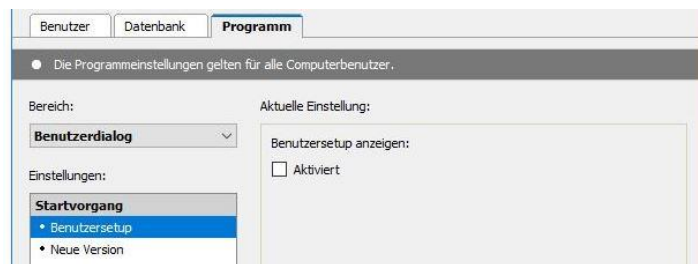 Benutzer Datenbank Programm
Die Programmeinstellungen gelten für alle Computerbenutzer.
Bereich:
Benutzerdialog
Einstellungen:
Startvorgang
• Benutzersetup
• Neue Version
Aktuelle Einstellung:
Benutzersetup anzeigen:
Aktiviert